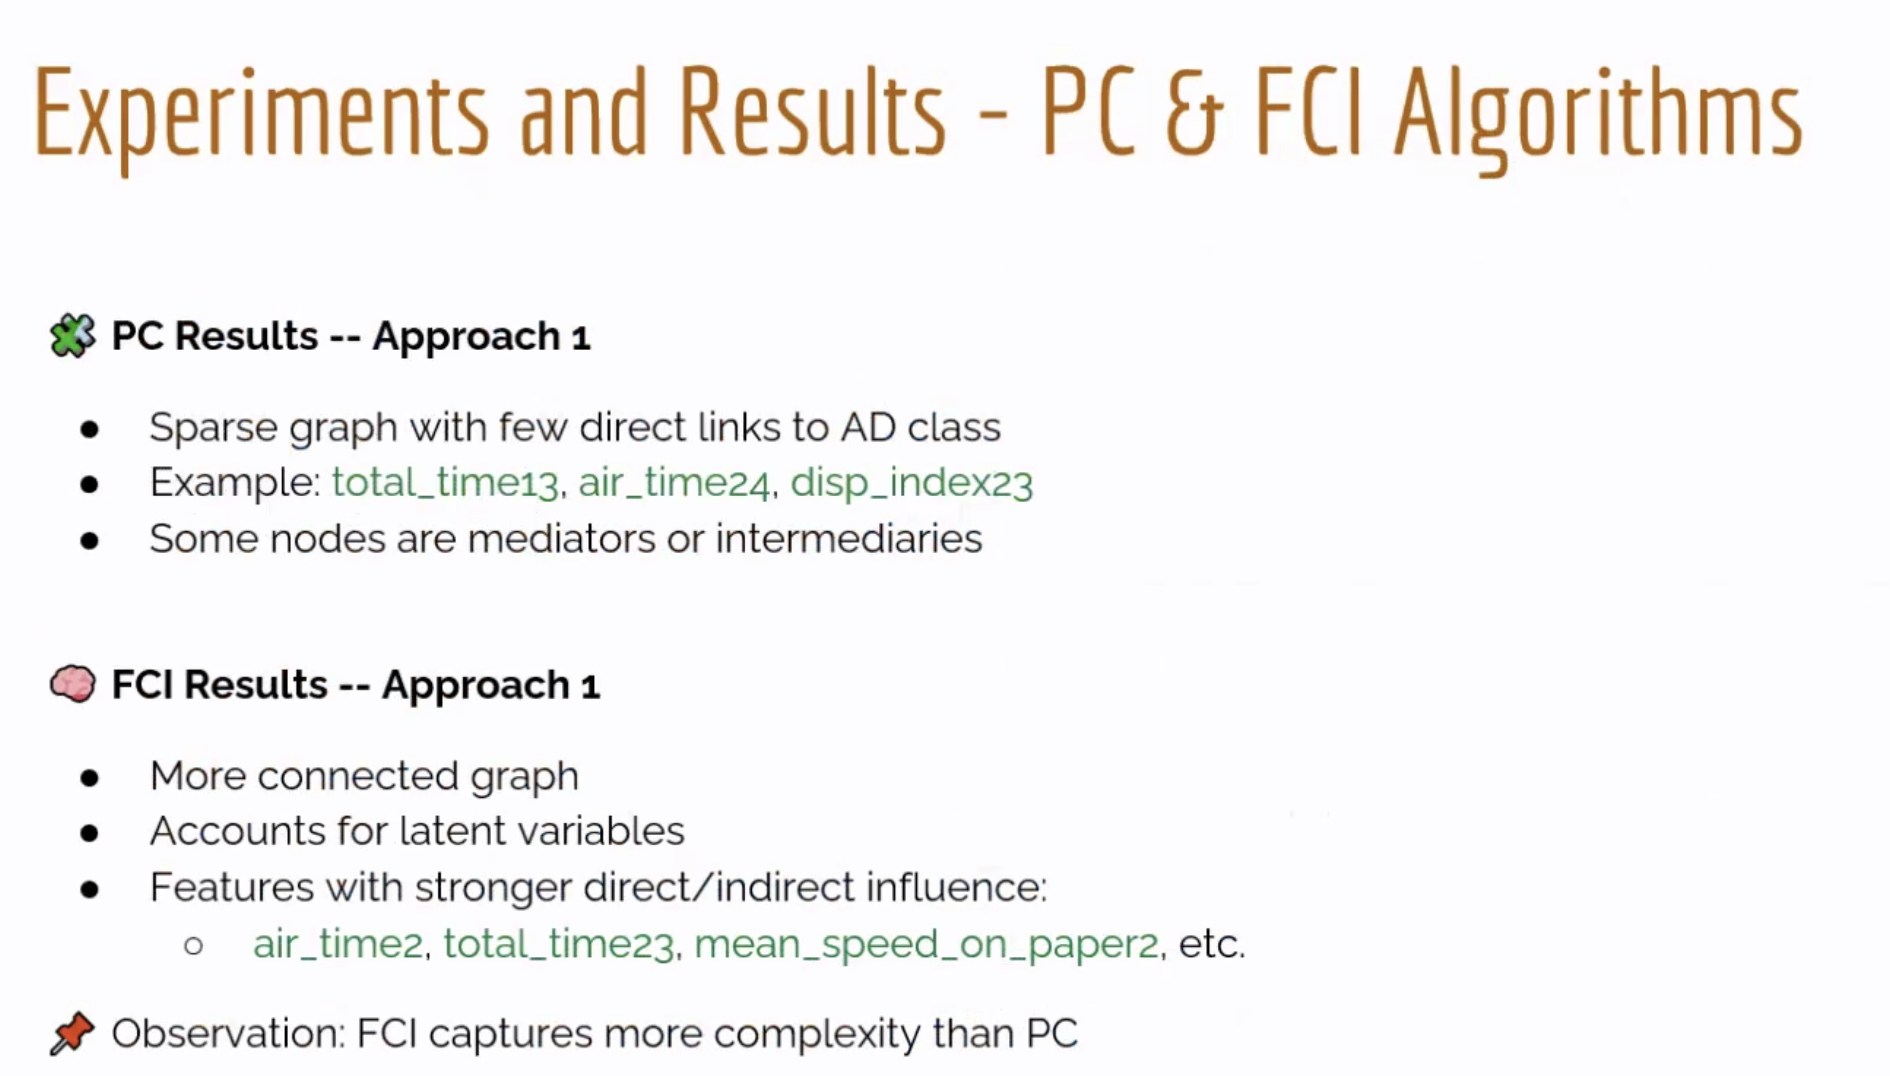 Experiments and Results - PC & FCI Algorithms
PC Results -- Approach 1
● Sparse graph with few direct links to AD class
● Example: total_time13, air_time24, disp_index23
● Some nodes are mediators or intermediaries
FCI Results -- Approach 1
● More connected graph
● Accounts for latent variables
● Features with stronger direct/indirect influence:
○ air_time2, total_time23, mean_speed_on_paper2, etc.
Observation: FCI captures more complexity than PC